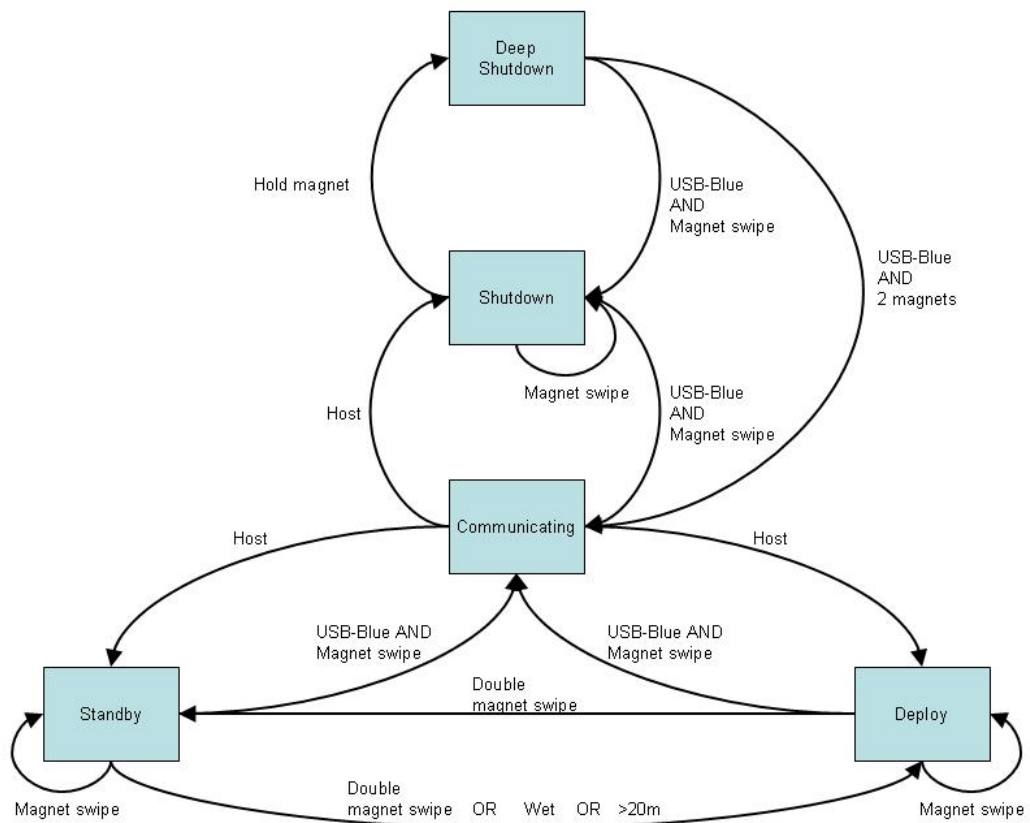 Deep
Shutdown
Hold magnet
USB-Blue
AND
Magnet swipe
USB-Blue
AND
2 magnets
Shutdown
Magnet swipe
Host
USB-Blue
AND
Magnet swipe
Communicating
Host
Host
USB-Blue AND
Magnet swipe
USB-Blue AND
Magnet swipe
Double
magnet swipe
Standby
Deploy
Magnet swipe
Double
magnet swipe OR Wet OR >20m
Magnet swipe